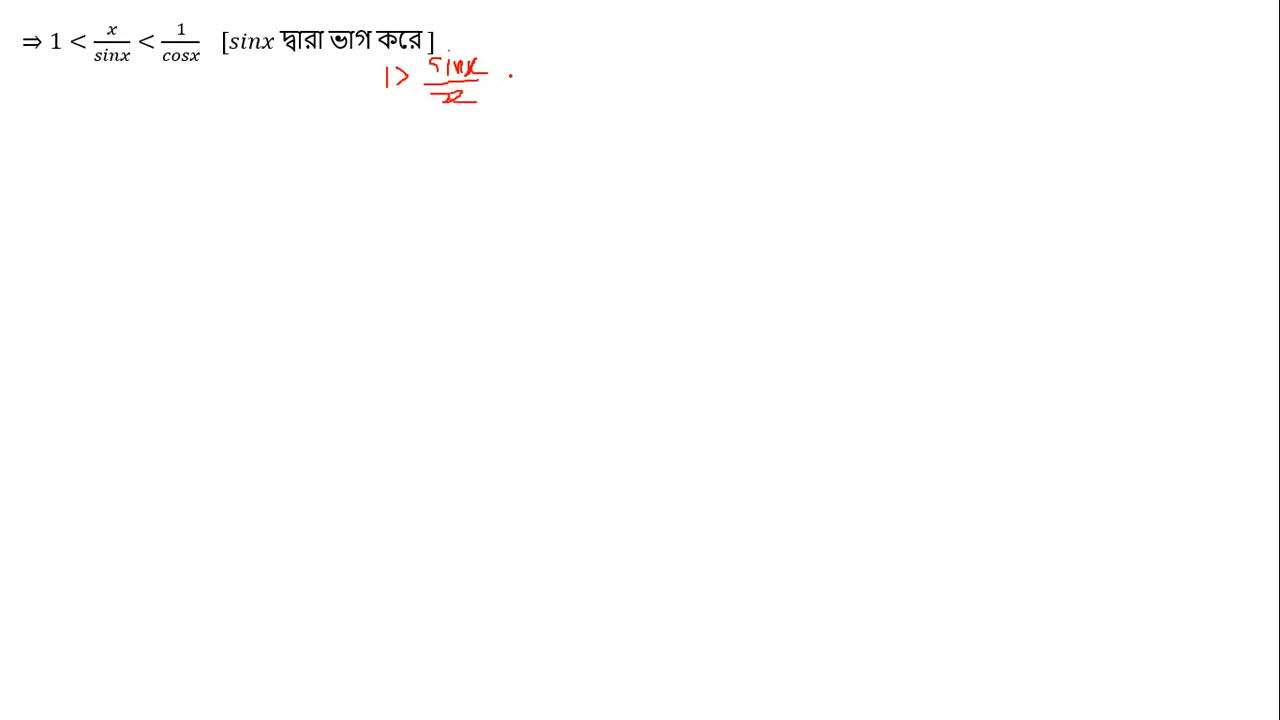 ⇒ 1 < x/sinx < 1/cosx [sinx দ্বারা ভাগ করে ]
1 > sinx/x